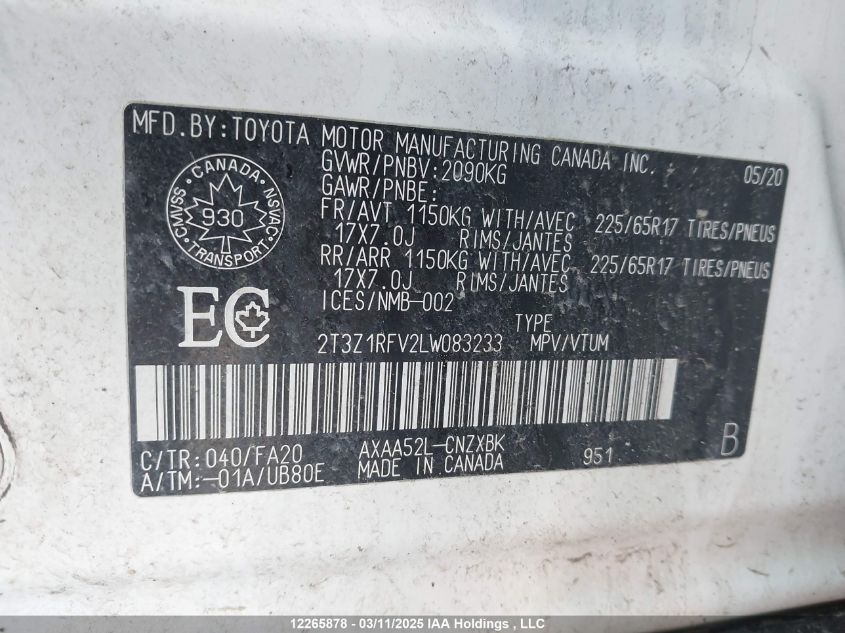 MFD.BY:TOYOTA MOTOR MANUFACTURING CANADA INC. 05/20
GVWR/PNBV:2090KG
GAWR/PNBE:
FR/AVT 1150KG WITH/AVEC 225/65R17 TIRES/PNEUS
17X7.0J RIMS/JANTES
RR/ARR 1150KG WITH/AVEC 225/65R17 TIRES/PNEUS
17X7.0J RIMS/JANTES
ICES/NMB-002
CANADA
CMVSS 930 NSVAC
TRANSPORT
EC
TYPE
2T3Z1RFV2LW083233 MPV/VTUM
C/TR:040/FA20 AXAA52L-CNZXBK 951 B
A/TM:-01A/UB80E MADE IN CANADA
12265878 - 03/11/2025 IAA Holdings , LLC